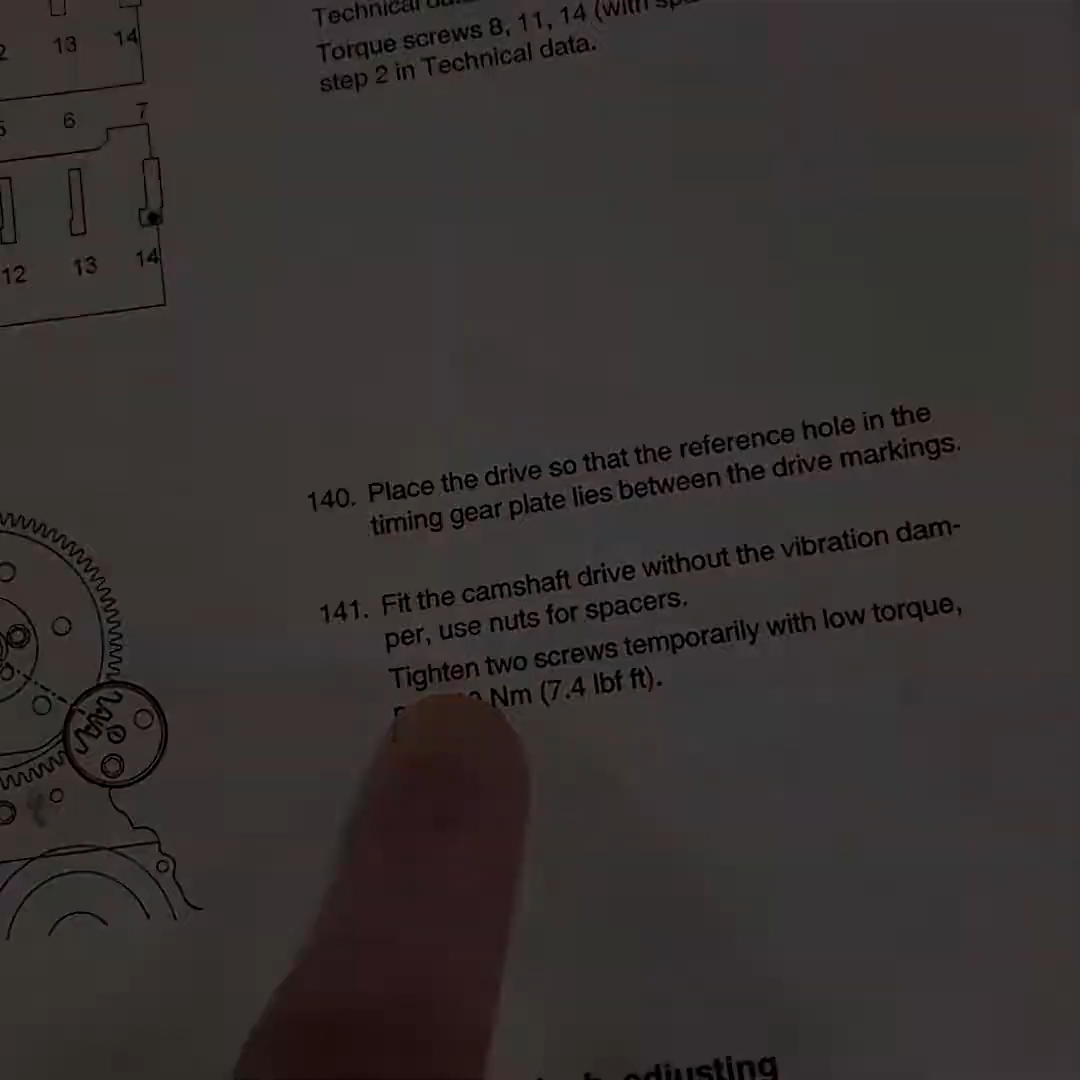 Technical
Torque screws 8, 11, 14 (with
step 2 in Technical data.
13 14
6 7
12 13 14
140. Place the drive so that the reference hole in the
timing gear plate lies between the drive markings.
141. Fit the camshaft drive without the vibration dam-
per, use nuts for spacers.
Tighten two screws temporarily with low torque,
Nm (7.4 lbf ft).
adjusting